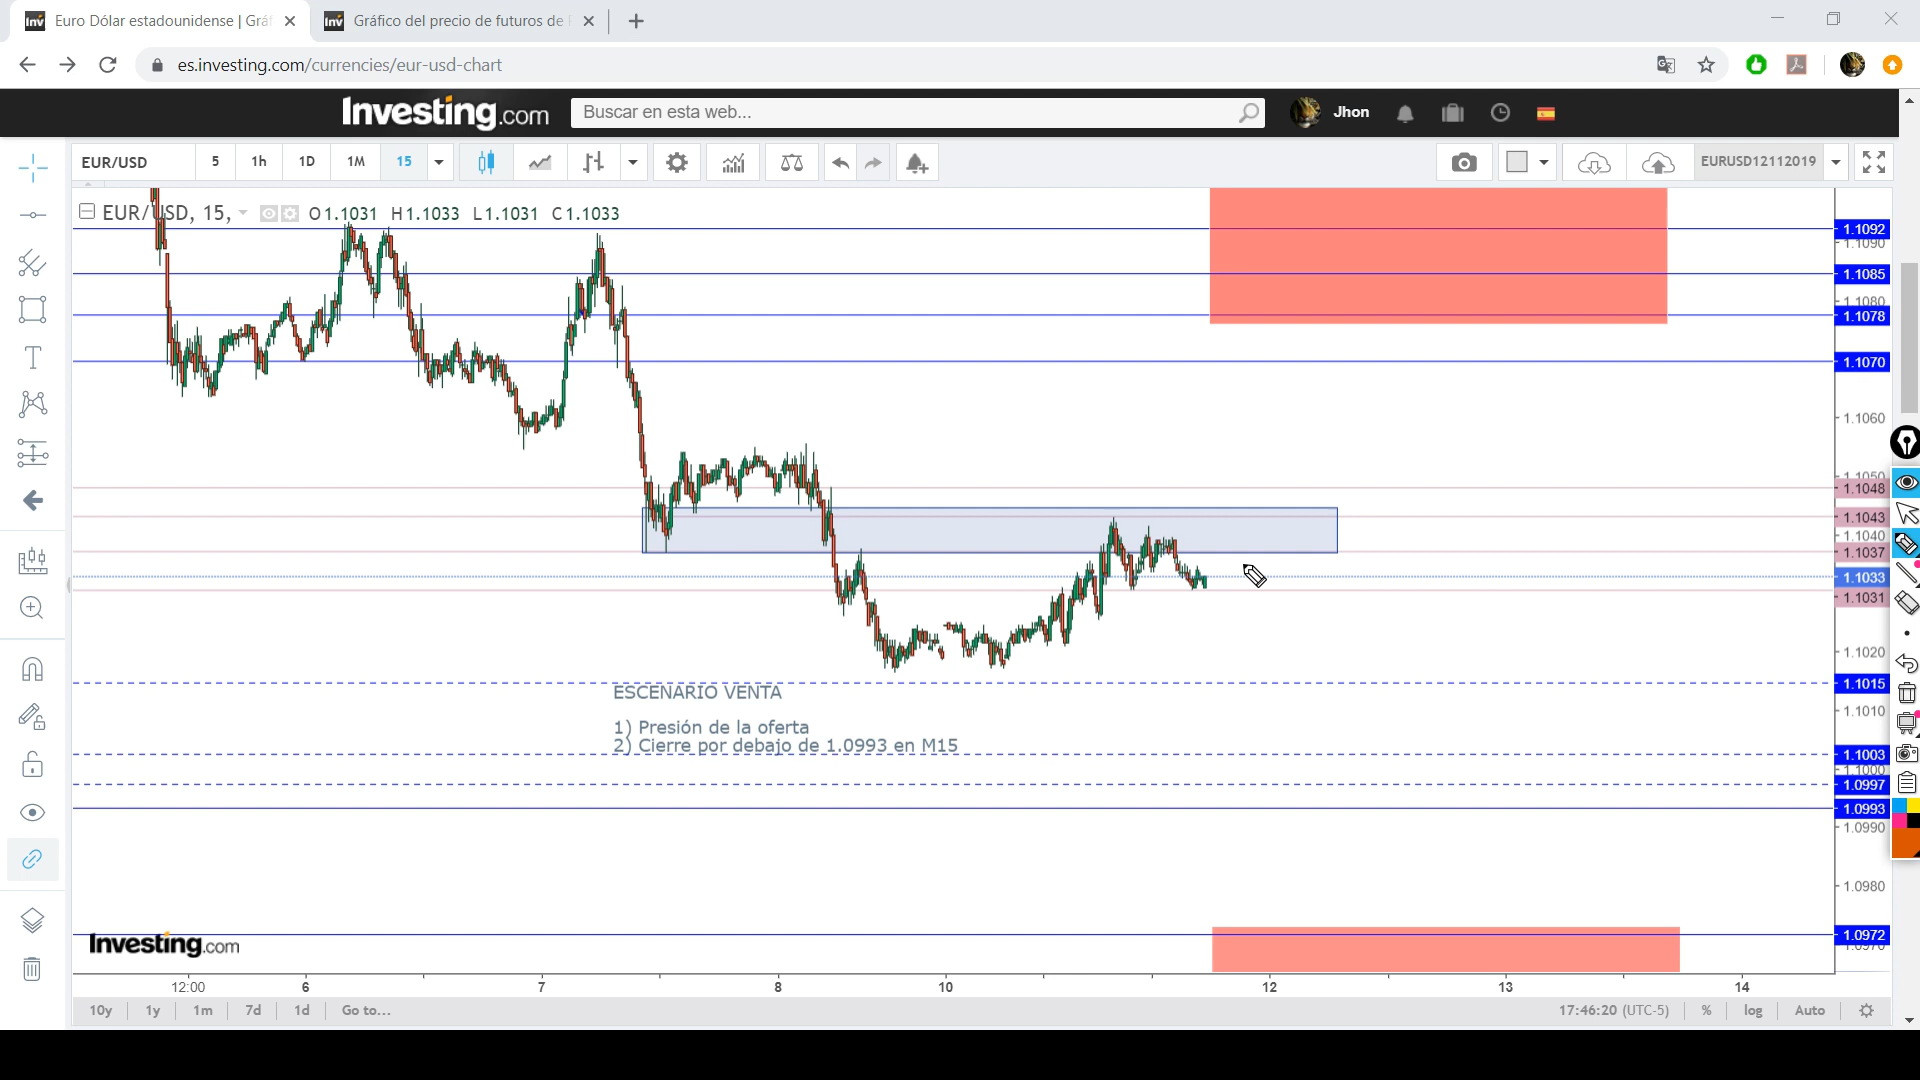 Euro Dólar estadounidense | Grá
Gráfico del precio de futuros de
es.investing.com/currencies/eur-usd-chart
Investing.com
Buscar en esta web...
Jhon
EUR/USD
5
1h
1D
1M
15
EURUSD12112019
EUR/USD, 15,
O1.1031 H1.1033 L1.1031 C1.1033
1.1092
1.1090
1.1085
1.1080
1.1078
1.1070
1.1060
1.1050
1.1048
1.1043
1.1040
1.1037
1.1033
1.1031
1.1020
1.1015
1.1010
1.1003
1.1000
1.0997
1.0993
1.0990
1.0980
1.0972
1.0970
ESCENARIO VENTA
1) Presión de la oferta
2) Cierre por debajo de 1.0993 en M15
Investing.com
12:00 6 7 8 10 12 13 14
10y 1y 1m 7d 1d Go to...
17:46:20 (UTC-5) % log Auto